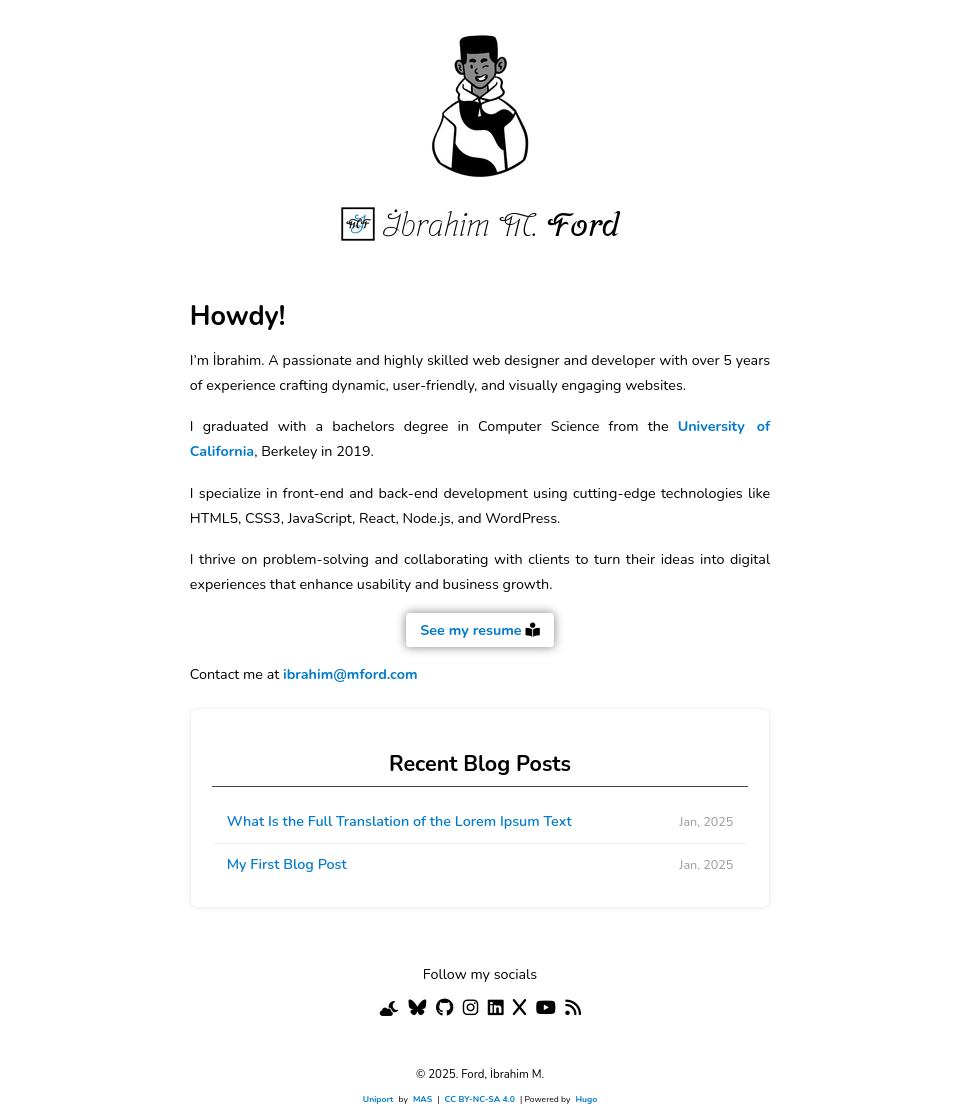 İbrahim M. Ford
Howdy!
I’m İbrahim. A passionate and highly skilled web designer and developer with over 5 years
of experience crafting dynamic, user-friendly, and visually engaging websites.
I graduated with a bachelors degree in Computer Science from the University of
California, Berkeley in 2019.
I specialize in front-end and back-end development using cutting-edge technologies like
HTML5, CSS3, JavaScript, React, Node.js, and WordPress.
I thrive on problem-solving and collaborating with clients to turn their ideas into digital
experiences that enhance usability and business growth.
See my resume
Contact me at ibrahim@mford.com
Recent Blog Posts
What Is the Full Translation of the Lorem Ipsum Text Jan, 2025
My First Blog Post Jan, 2025
Follow my socials
© 2025. Ford, İbrahim M.
Uniport by MAS | CC BY-NC-SA 4.0 | Powered by Hugo